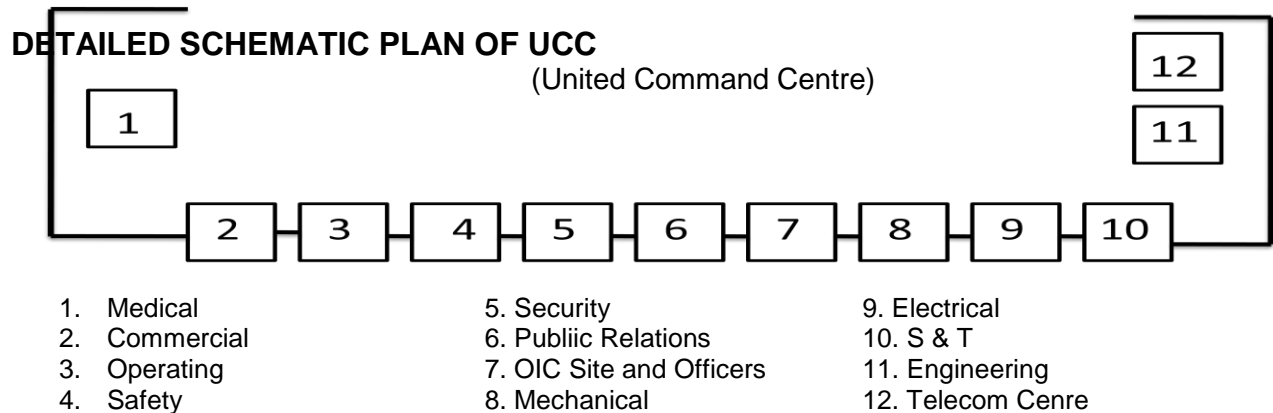 DETAILED SCHEMATIC PLAN OF UCC
(United Command Centre)
12
1
11
2 3 4 5 6 7 8 9 10
1. Medical 5. Security 9. Electrical
2. Commercial 6. Publiic Relations 10. S & T
3. Operating 7. OIC Site and Officers 11. Engineering
4. Safety 8. Mechanical 12. Telecom Cenre